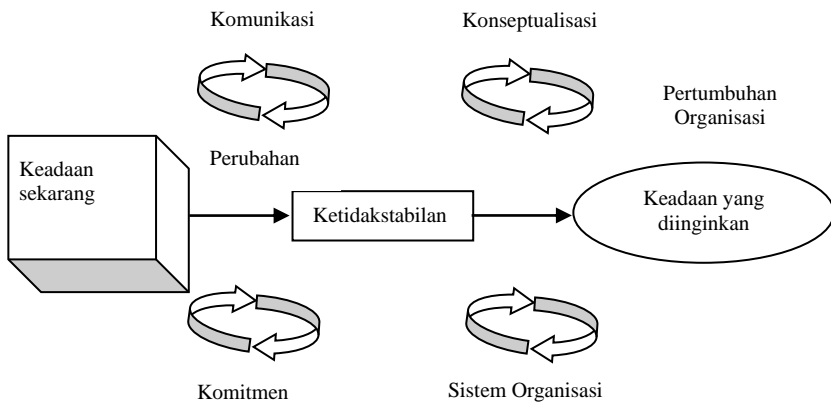 Komunikasi
Konseptualisasi
Pertumbuhan
Organisasi
Keadaan
sekarang
Perubahan
Ketidakstabilan
Keadaan yang
diinginkan
Komitmen
Sistem Organisasi